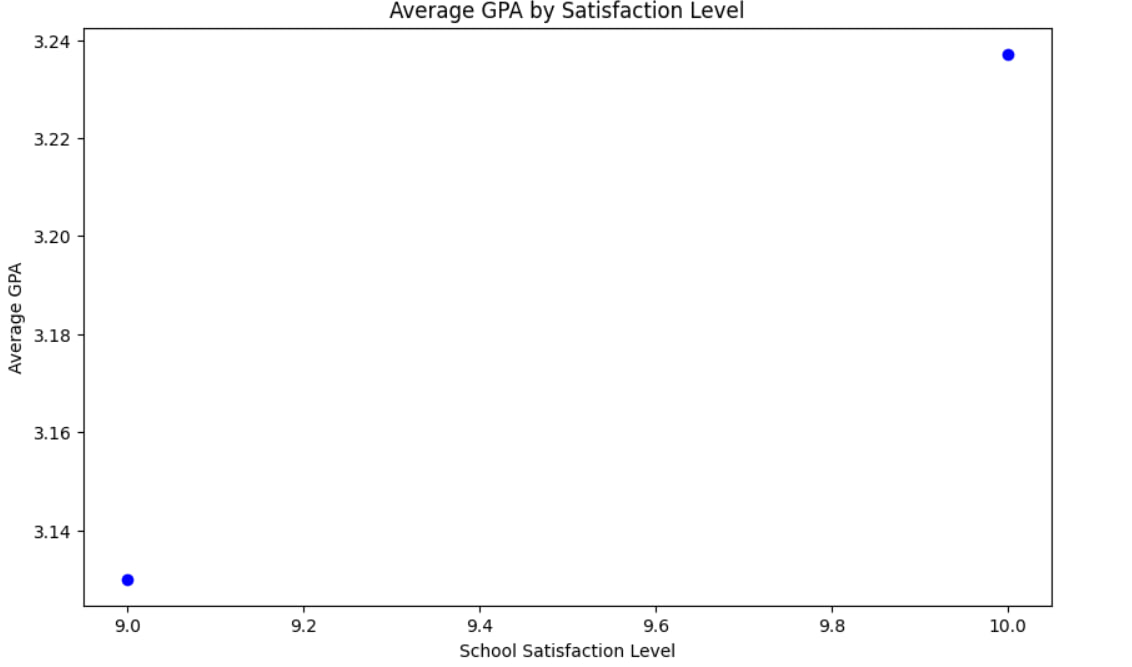 Average GPA by Satisfaction Level
3.24
3.22
3.20
3.18
3.16
3.14
Average GPA
9.0 9.2 9.4 9.6 9.8 10.0
School Satisfaction Level